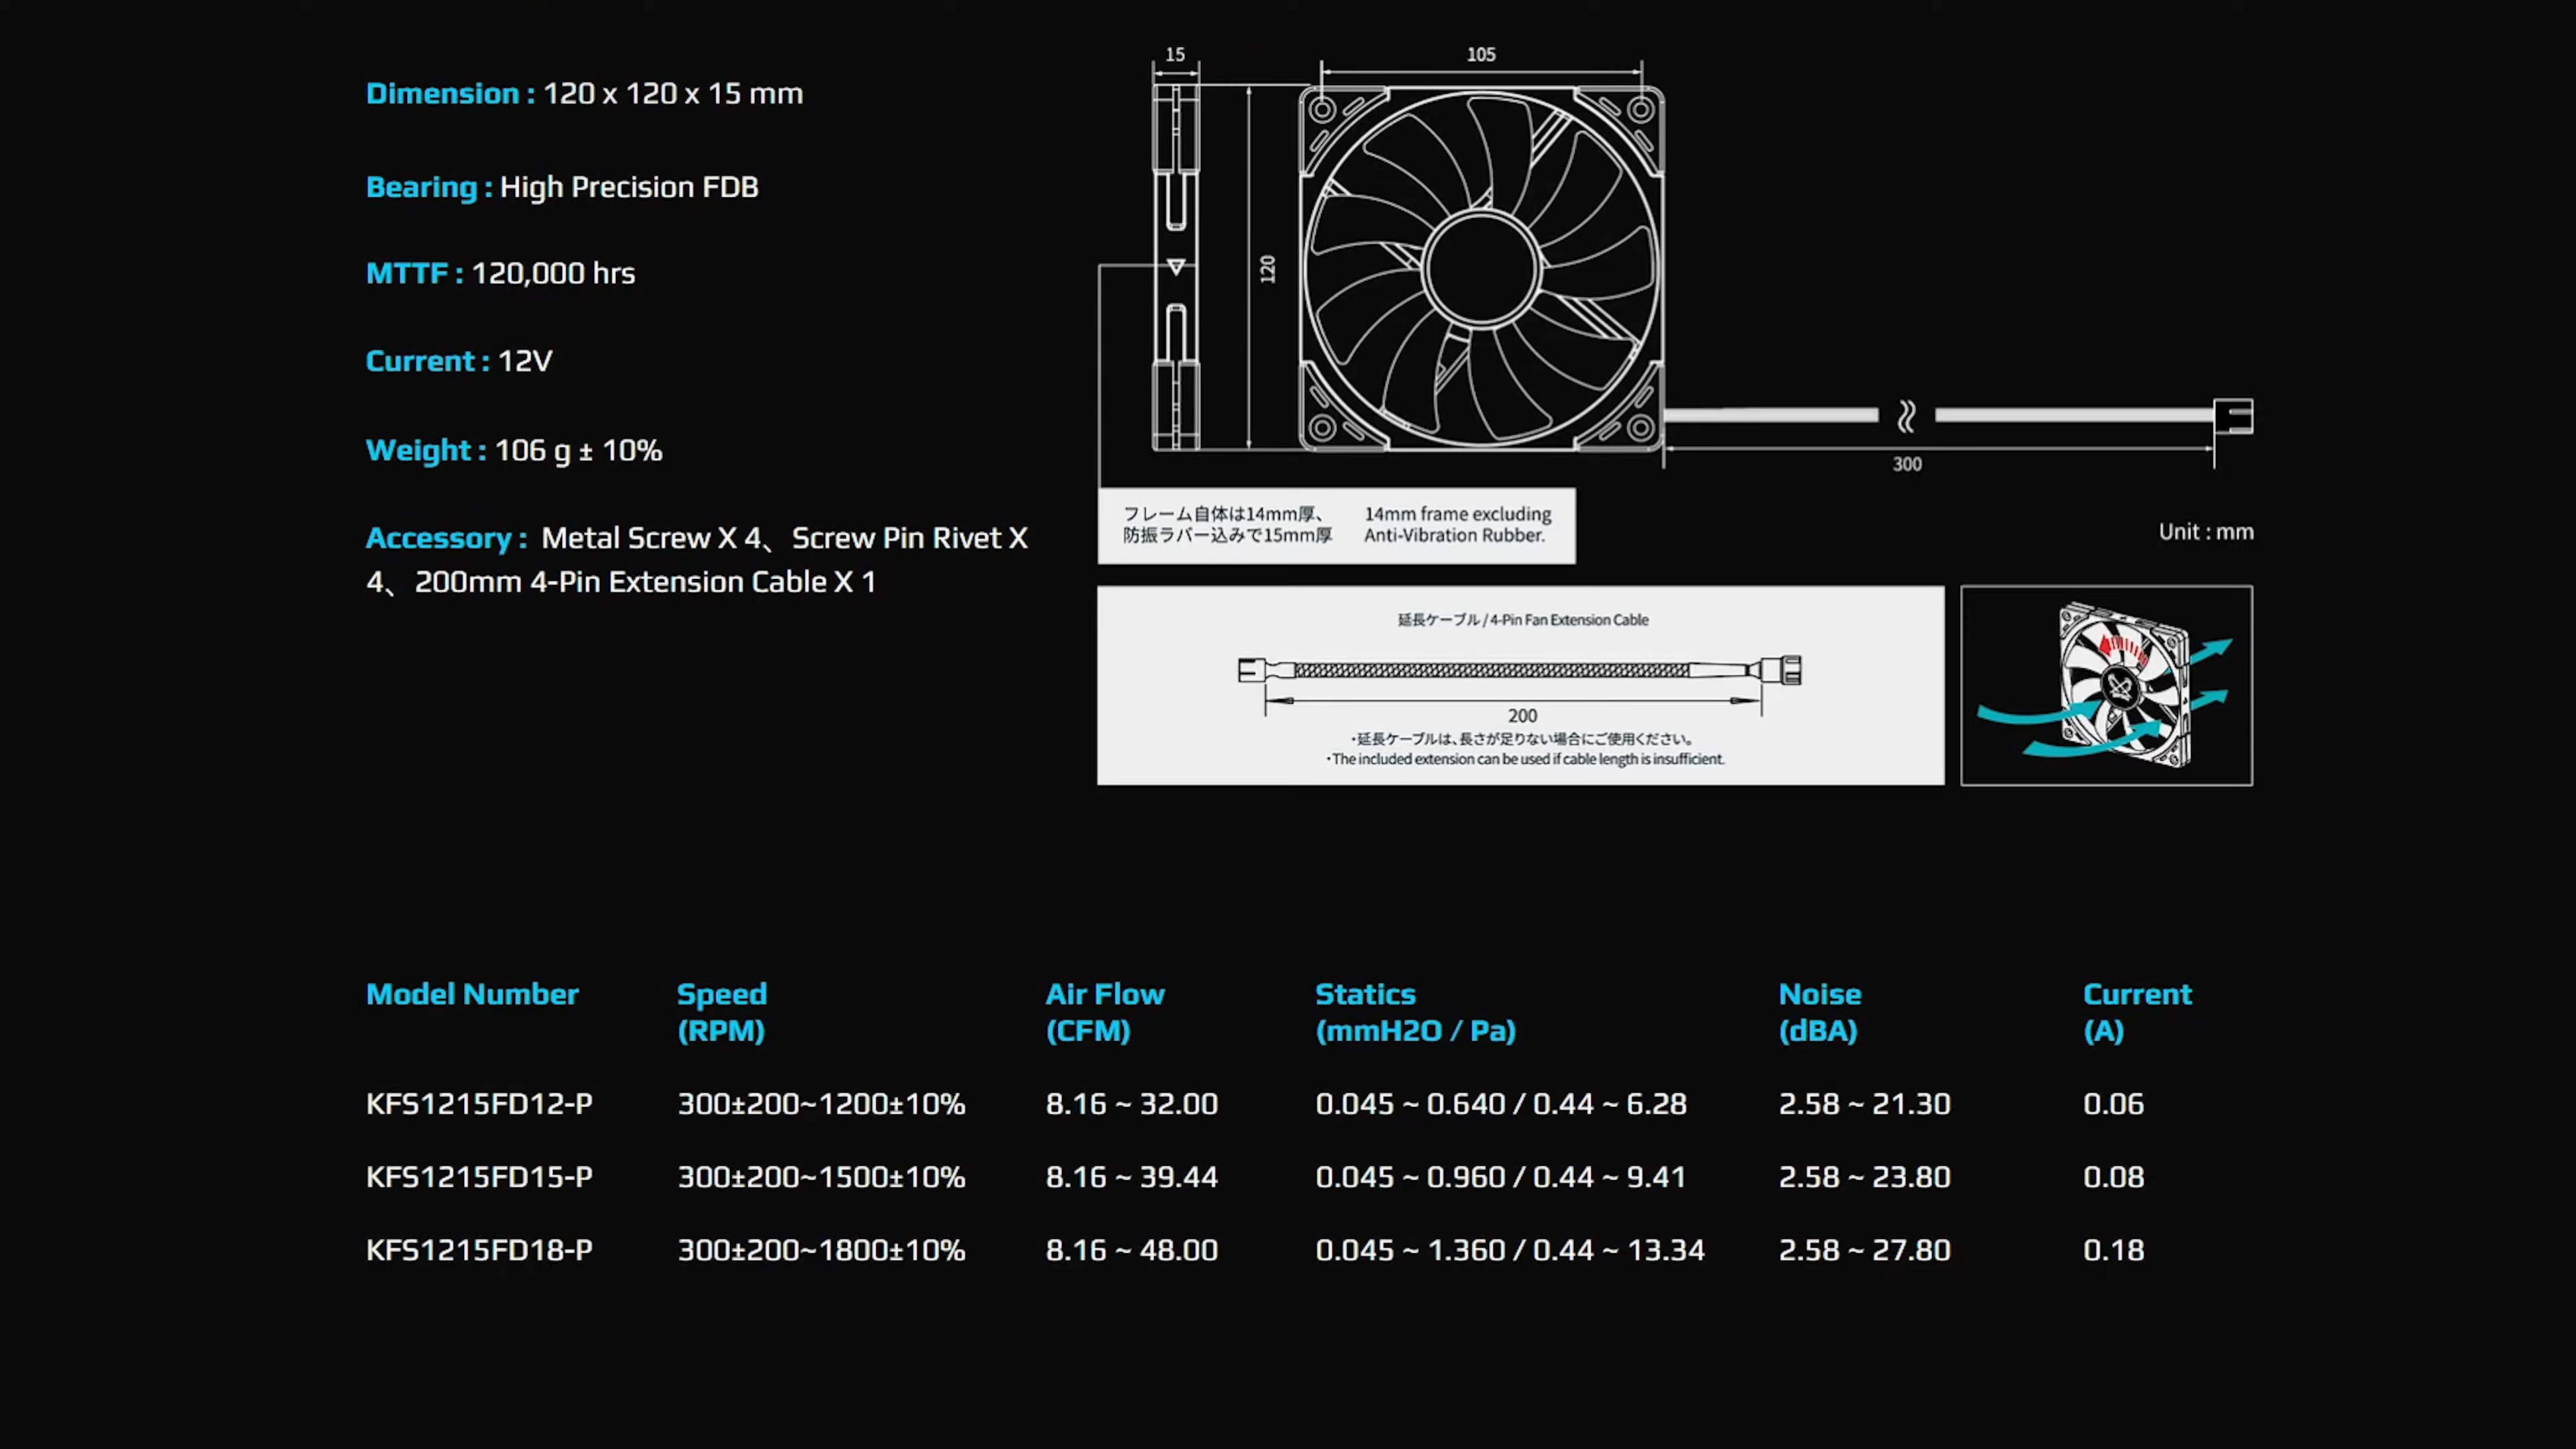 Dimension : 120 x 120 x 15 mm
Bearing : High Precision FDB
MTTF : 120,000 hrs
Current : 12V
Weight : 106 g ± 10%
Accessory : Metal Screw X 4、Screw Pin Rivet X
4、200mm 4-Pin Extension Cable X 1
15
105
120
300
フレーム自体は14mm厚、
防振ラバー込みで15mm厚
14mm frame excluding
Anti-Vibration Rubber.
Unit : mm
延長ケーブル / 4-Pin Fan Extension Cable
200
・延長ケーブルは、長さが足りない場合にご使用ください。
・The included extension can be used if cable length is insufficient.
Model Number Speed Air Flow Statics Noise Current
(RPM) (CFM) (mmH2O / Pa) (dBA) (A)
KFS1215FD12-P 300±200~1200±10% 8.16 ~ 32.00 0.045 ~ 0.640 / 0.44 ~ 6.28 2.58 ~ 21.30 0.06
KFS1215FD15-P 300±200~1500±10% 8.16 ~ 39.44 0.045 ~ 0.960 / 0.44 ~ 9.41 2.58 ~ 23.80 0.08
KFS1215FD18-P 300±200~1800±10% 8.16 ~ 48.00 0.045 ~ 1.360 / 0.44 ~ 13.34 2.58 ~ 27.80 0.18